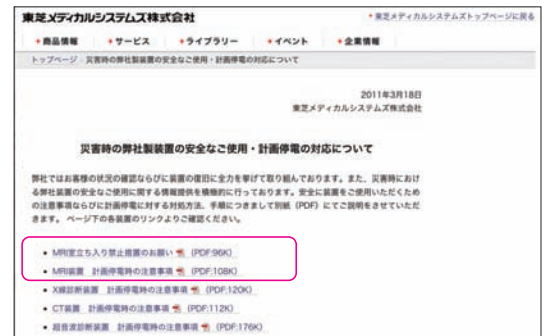 東芝メディカルシステムズ株式会社
東芝メディカルシステムズトップページに戻る
商品情報 サービス ライブラリー イベント 企業情報
トップページ 災害時の弊社製装置の安全なご使用・計画停電の対応について
2011年3月18日
東芝メディカルシステムズ株式会社
災害時の弊社製装置の安全なご使用・計画停電の対応について
弊社ではお客様の状況の確認ならびに装置の復旧に全力を挙げて取り組んでおります。また、災害時におけ
る弊社装置の安全なご使用に関する情報提供を積極的に行っております。安全に装置をご使用いただくため
の注意事項ならびに計画停電に対する対処方法、手順につきまして別紙（PDF）にてご説明をさせていただ
きます。 ページ下の各装置のリンクよりご確認ください。
• MRI室立ち入り禁止措置のお願い (PDF:96K)
• MRI装置 計画停電時の注意事項 (PDF:108K)
• X線診断装置 計画停電時の注意事項 (PDF:120K)
• CT装置 計画停電時の注意事項 (PDF:112K)
• 超音波診断装置 計画停電時の注意事項 (PDF:176K)